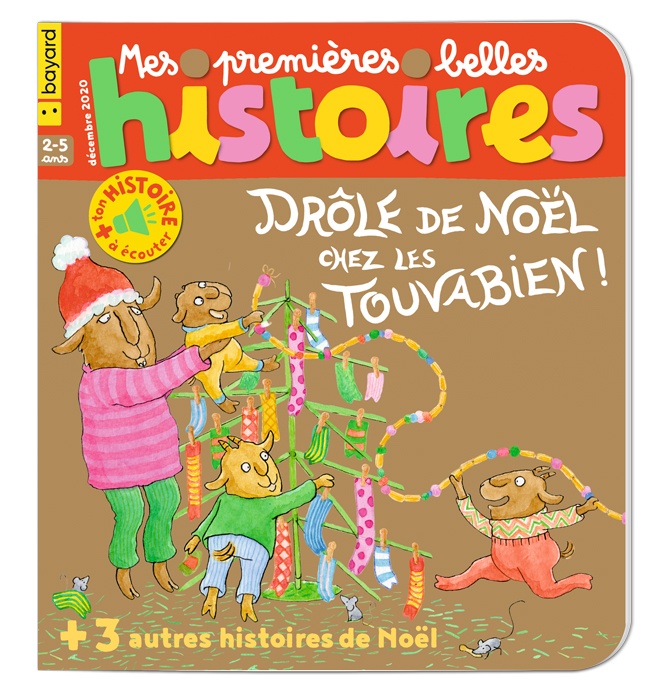 bayard
2-5
ans
décembre 2020
Mes premières belles
histoires
+ ton HISTOIRE
à écouter
DRÔLE DE NOËL
CHEZ LES
TOUVABIEN !
+ 3 autres histoires de Noël